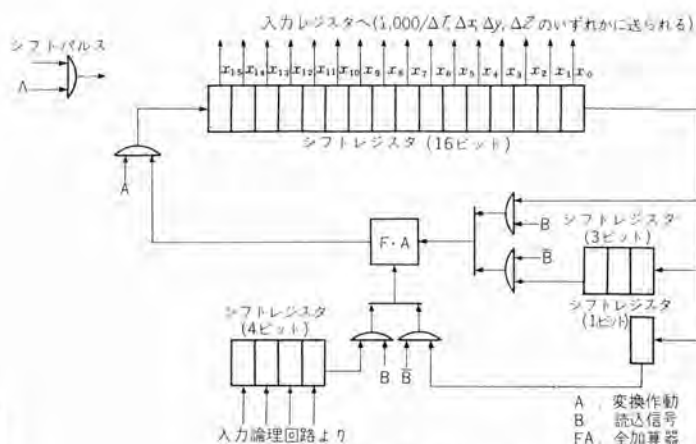 入力レジスタへ(1,000/ΔT, Δx, Δy, ΔZのいずれかに送られる)
シフトパルス
A
x15 x14 x13 x12 x11 x10 x9 x8 x7 x6 x5 x4 x3 x2 x1 x0
シフトレジスタ (16ビット)
A
F・A
B
B̄
シフトレジスタ
(3ビット)
シフトレジスタ
(1ビット)
シフトレジスタ
(4ビット)
B B̄
入力論理回路より
A, 変換作動
B, 読込信号
FA, 全加算器